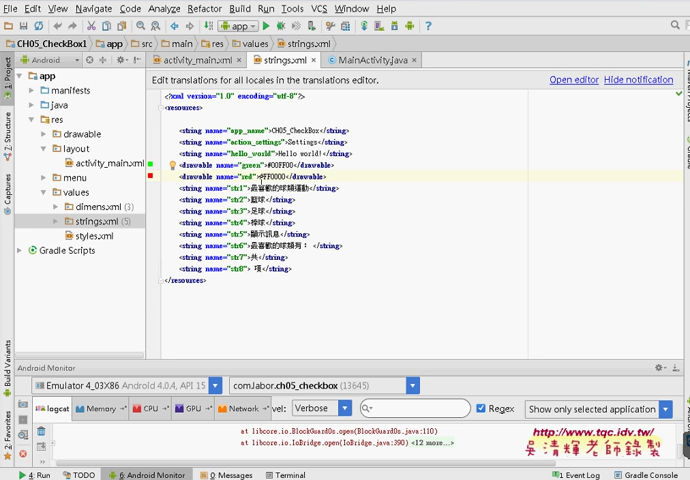 File Edit View Navigate Code Analyze Refactor Build Run Tools VCS Window Help
app
CH05_CheckBox1 app src main res values strings.xml
Android
activity_main.xml strings.xml MainActivity.java
Edit translations for all locales in the translations editor. Open editor Hide notification
1: Project
7: Structure
Captures
Build Variants
2: Favorites
app
manifests
java
res
drawable
layout
activity_main.xml
menu
values
dimens.xml (3)
strings.xml (5)
styles.xml
Gradle Scripts
<?xml version="1.0" encoding="utf-8"?>
<resources>
<string name="app_name">CH05_CheckBox</string>
<string name="action_settings">Settings</string>
<string name="hello_world">Hello world!</string>
<drawable name="green">#00FF00</drawable>
<drawable name="red">#FF0000</drawable>
<string name="str1">最喜歡的球類運動</string>
<string name="str2">籃球</string>
<string name="str3">足球</string>
<string name="str4">棒球</string>
<string name="str5">顯示訊息</string>
<string name="str6">最喜歡的球類有： </string>
<string name="str7">共</string>
<string name="str8"> 項</string>
</resources>
Android Monitor
Emulator 4_03X86 Android 4.0.4, API 15 com.labor.ch05_checkbox (13645)
logcat Memory CPU GPU Network vel: Verbose Regex Show only selected application
at libcore.io.BlockGuardOs.open(BlockGuardOs.java:110)
at libcore.io.IoBridge.open(IoBridge.java:390) <12 more...>
http://www.tqc.idv.tw/
吳清輝老師錄製
4: Run TODO 6: Android Monitor 0: Messages Terminal 1 Event Log Gradle Console